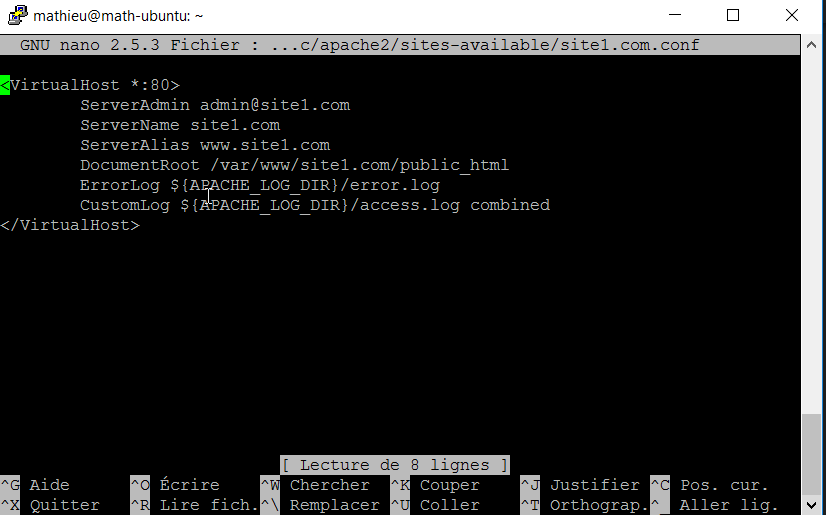 mathieu@math-ubuntu: ~
GNU nano 2.5.3 Fichier : ...c/apache2/sites-available/site1.com.conf
<VirtualHost *:80>
ServerAdmin admin@site1.com
ServerName site1.com
ServerAlias www.site1.com
DocumentRoot /var/www/site1.com/public_html
ErrorLog ${APACHE_LOG_DIR}/error.log
CustomLog ${APACHE_LOG_DIR}/access.log combined
</VirtualHost>
[ Lecture de 8 lignes ]
^G Aide ^O Écrire ^W Chercher ^K Couper ^J Justifier ^C Pos. cur.
^X Quitter ^R Lire fich. ^\ Remplacer ^U Coller ^T Orthograp. ^_ Aller lig.